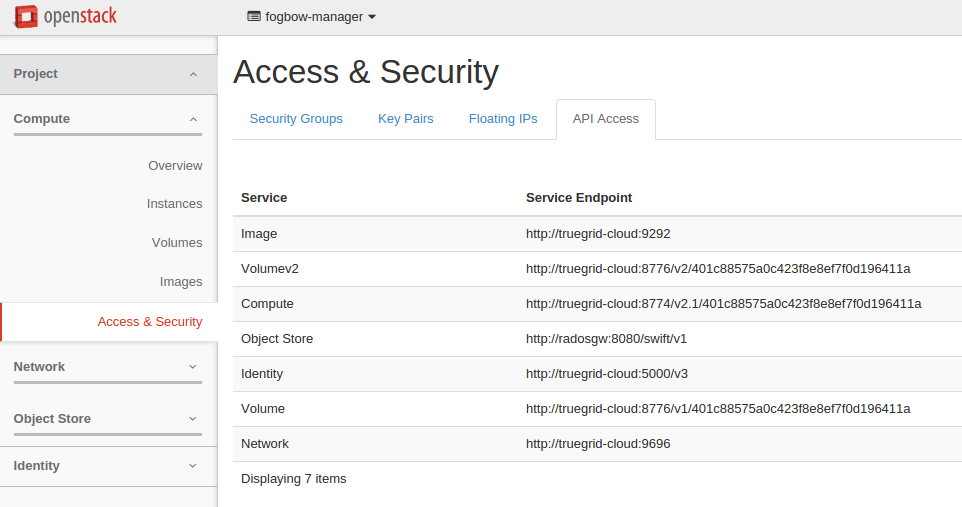 openstack
fogbow-manager
Project
Compute
Overview
Instances
Volumes
Images
Access & Security
Network
Object Store
Identity
Access & Security
Security Groups Key Pairs Floating IPs API Access
Service Service Endpoint
Image http://truegrid-cloud:9292
Volumev2 http://truegrid-cloud:8776/v2/401c88575a0c423f8e8ef7f0d196411a
Compute http://truegrid-cloud:8774/v2.1/401c88575a0c423f8e8ef7f0d196411a
Object Store http://radosgw:8080/swift/v1
Identity http://truegrid-cloud:5000/v3
Volume http://truegrid-cloud:8776/v1/401c88575a0c423f8e8ef7f0d196411a
Network http://truegrid-cloud:9696
Displaying 7 items